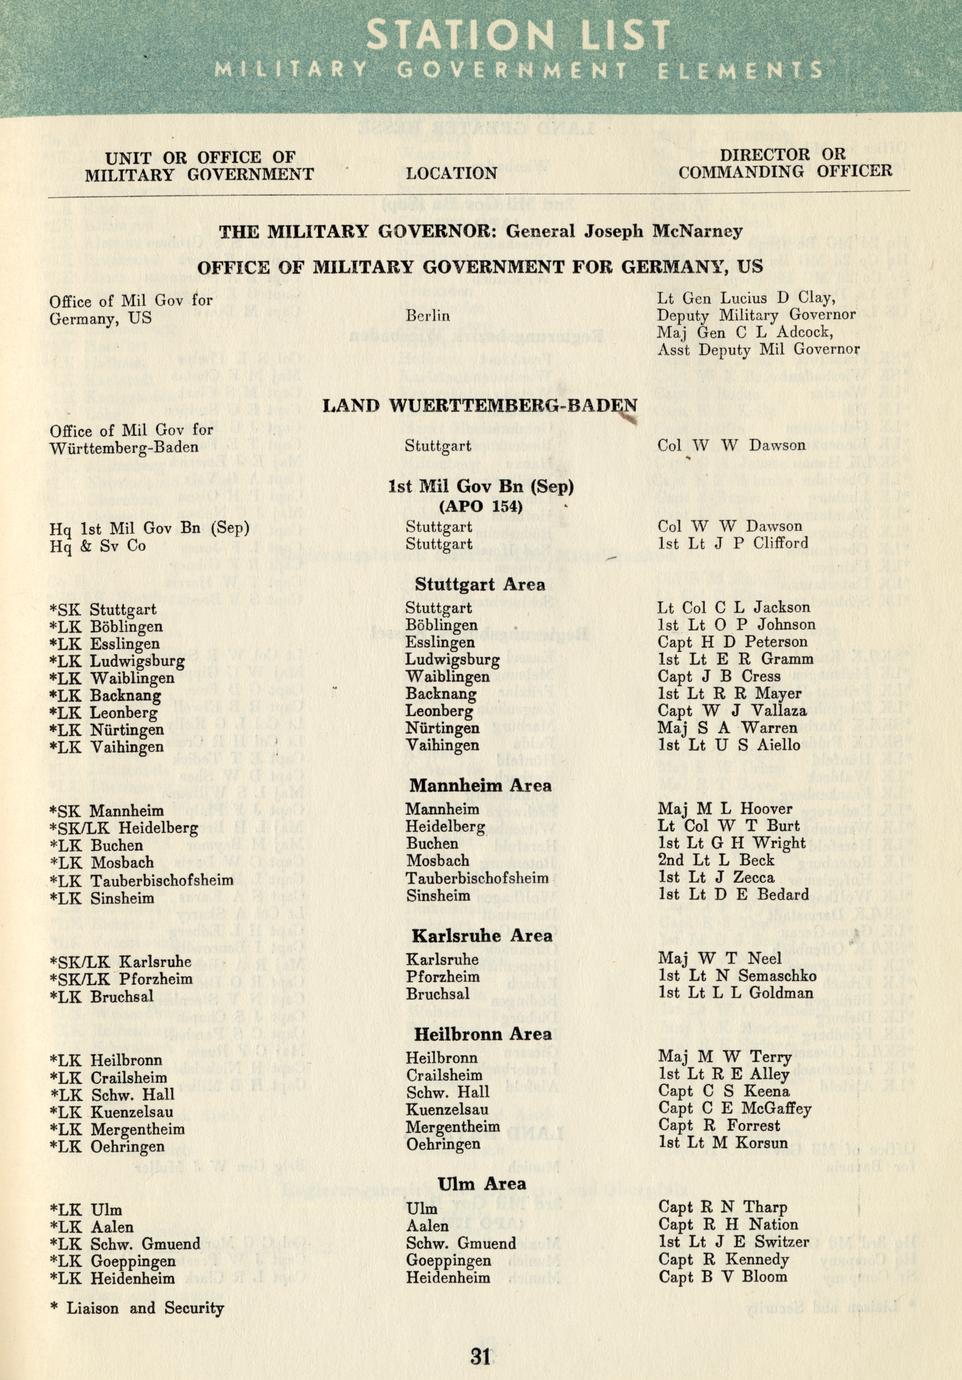 STATION LIST
MILITARY GOVERNMENT ELEMENTS
UNIT OR OFFICE OF MILITARY GOVERNMENT LOCATION DIRECTOR OR COMMANDING OFFICER
THE MILITARY GOVERNOR: General Joseph McNarney
OFFICE OF MILITARY GOVERNMENT FOR GERMANY, US
Office of Mil Gov for Lt Gen Lucius D Clay,
Germany, US Berlin Deputy Military Governor
Maj Gen C L Adcock,
Asst Deputy Mil Governor
LAND WUERTTEMBERG-BADEN
Office of Mil Gov for
Württemberg-Baden Stuttgart Col W W Dawson
1st Mil Gov Bn (Sep)
(APO 154)
Hq 1st Mil Gov Bn (Sep) Stuttgart Col W W Dawson
Hq & Sv Co Stuttgart 1st Lt J P Clifford
Stuttgart Area
*SK Stuttgart Stuttgart Lt Col C L Jackson
*LK Böblingen Böblingen 1st Lt O P Johnson
*LK Esslingen Esslingen Capt H D Peterson
*LK Ludwigsburg Ludwigsburg 1st Lt E R Gramm
*LK Waiblingen Waiblingen Capt J B Cress
*LK Backnang Backnang 1st Lt R R Mayer
*LK Leonberg Leonberg Capt W J Vallaza
*LK Nürtingen Nürtingen Maj S A Warren
*LK Vaihingen Vaihingen 1st Lt U S Aiello
Mannheim Area
*SK Mannheim Mannheim Maj M L Hoover
*SK/LK Heidelberg Heidelberg Lt Col W T Burt
*LK Buchen Buchen 1st Lt G H Wright
*LK Mosbach Mosbach 2nd Lt L Beck
*LK Tauberbischofsheim Tauberbischofsheim 1st Lt J Zecca
*LK Sinsheim Sinsheim 1st Lt D E Bedard
Karlsruhe Area
*SK/LK Karlsruhe Karlsruhe Maj W T Neel
*SK/LK Pforzheim Pforzheim 1st Lt N Semaschko
*LK Bruchsal Bruchsal 1st Lt L L Goldman
Heilbronn Area
*LK Heilbronn Heilbronn Maj M W Terry
*LK Crailsheim Crailsheim 1st Lt R E Alley
*LK Schw. Hall Schw. Hall Capt C S Keena
*LK Kuenzelsau Kuenzelsau Capt C E McGaffey
*LK Mergentheim Mergentheim Capt R Forrest
*LK Oehringen Oehringen 1st Lt M Korsun
Ulm Area
*LK Ulm Ulm Capt R N Tharp
*LK Aalen Aalen Capt R H Nation
*LK Schw. Gmuend Schw. Gmuend 1st Lt J E Switzer
*LK Goeppingen Goeppingen Capt R Kennedy
*LK Heidenheim Heidenheim Capt B V Bloom
* Liaison and Security
31